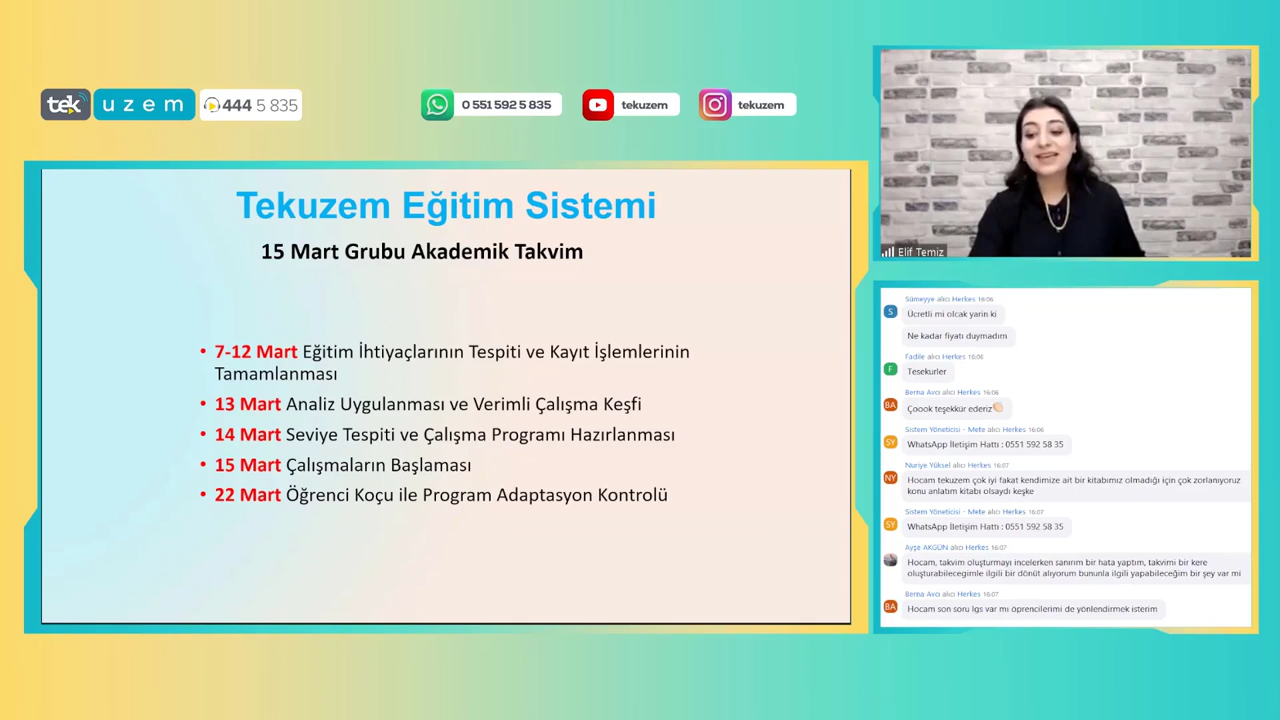 tek uzem 444 5 835
0 551 592 5 835
tekuzem
tekuzem
Tekuzem Eğitim Sistemi
15 Mart Grubu Akademik Takvim
• 7-12 Mart Eğitim İhtiyaçlarının Tespiti ve Kayıt İşlemlerinin
Tamamlanması
• 13 Mart Analiz Uygulanması ve Verimli Çalışma Keşfi
• 14 Mart Seviye Tespiti ve Çalışma Programı Hazırlanması
• 15 Mart Çalışmaların Başlaması
• 22 Mart Öğrenci Koçu ile Program Adaptasyon Kontrolü
Elif Temiz
Sümeyye alıcı Herkes 16:06
S
Ücretli mi olcak yarin ki
Ne kadar fiyatı duymadım
Fadile alıcı Herkes 16:06
F
Tesekurler
Berna Avcı alıcı Herkes 16:06
BA
Çoook teşekkür ederiz👏
Sistem Yöneticisi - Mete alıcı Herkes 16:06
SY
WhatsApp İletişim Hattı : 0551 592 58 35
Nuriye Yüksel alıcı Herkes 16:07
NY
Hocam tekuzem çok iyi fakat kendimize ait bir kitabımız olmadığı için çok zorlanıyoruz
konu anlatım kitabı olsaydı keşke
Sistem Yöneticisi - Mete alıcı Herkes 16:07
SY
WhatsApp İletişim Hattı : 0551 592 58 35
Ayşe AKGÜN alıcı Herkes 16:07
Hocam, takvim oluşturmayı incelerken sanırım bir hata yaptım, takvimi bir kere
oluşturabilecegimle ilgili bir dönüt alıyorum bununla ilgili yapabileceğim bir şey var mi
Berna Avcı alıcı Herkes 16:07
BA
Hocam son soru lgs var mı öprencilerimi de yönlendirmek isterim